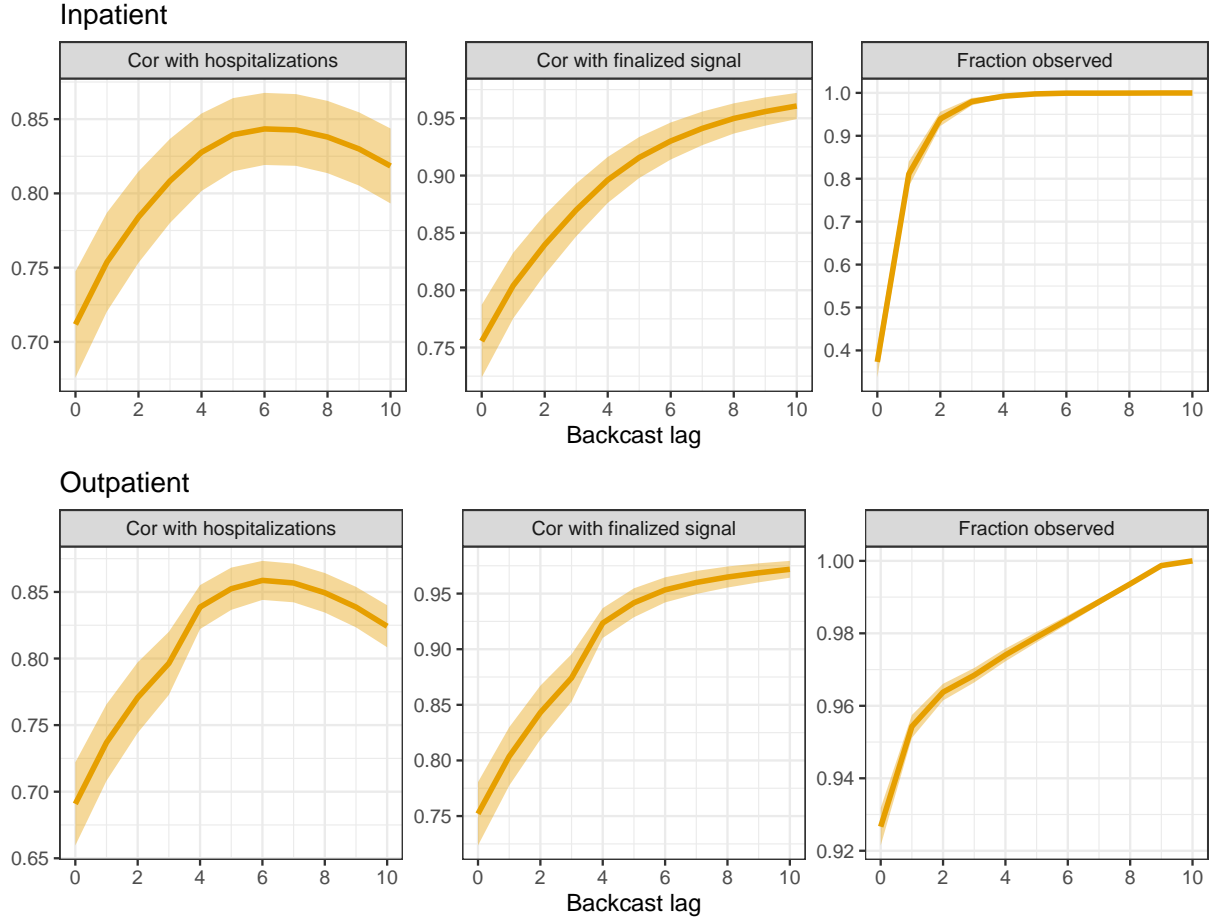 Inpatient
Cor with hospitalizations
Cor with finalized signal
Fraction observed
0.85
0.80
0.75
0.70
0 2 4 6 8 10
0.95
0.90
0.85
0.80
0.75
0 2 4 6 8 10
1.0
0.9
0.8
0.7
0.6
0.5
0.4
0 2 4 6 8 10
Backcast lag
Outpatient
Cor with hospitalizations
Cor with finalized signal
Fraction observed
0.85
0.80
0.75
0.70
0.65
0 2 4 6 8 10
0.95
0.90
0.85
0.80
0.75
0 2 4 6 8 10
1.00
0.98
0.96
0.94
0.92
0 2 4 6 8 10
Backcast lag